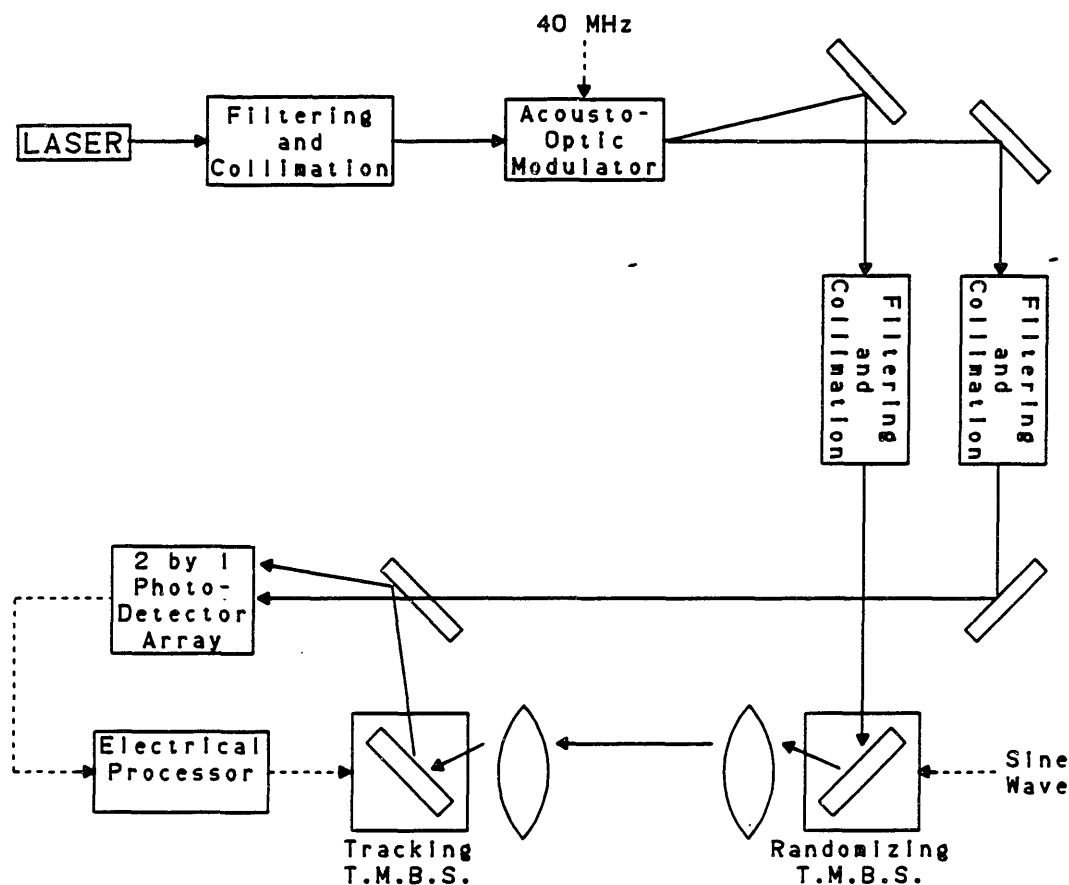 40 MHz
LASER
Filtering
and
Collimation
Acousto-
Optic
Modulator
Filtering
and
Collimation
Filtering
and
Collimation
2 by 1
Photo-
Detector
Array
Electrical
Processor
Tracking
T.M.B.S.
Randomizing
T.M.B.S.
Sine
Wave